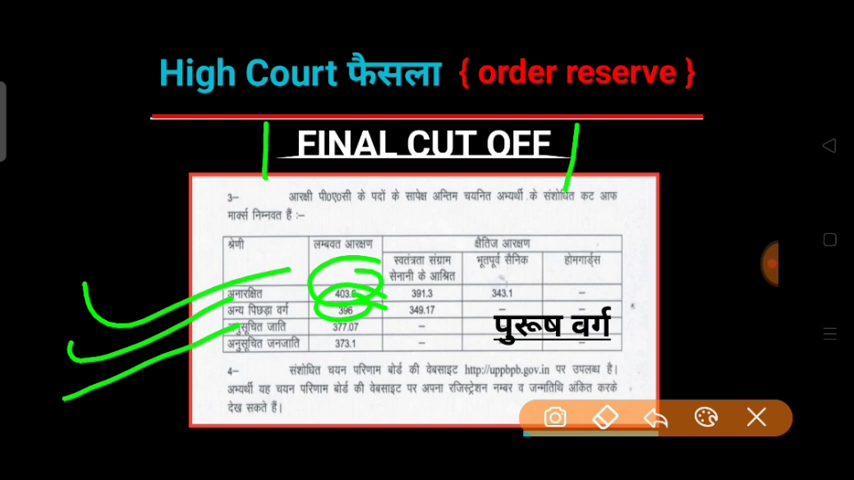 High Court फैसला { order reserve }
FINAL CUT OFF
3- आरक्षी पी0ए0सी के पदों के सापेक्ष अन्तिम चयनित अभ्यर्थी के संशोधित कट आफ
मार्क्स निम्नवत हैं :-
श्रेणी लम्बवत आरक्षण क्षैतिज आरक्षण
स्वतंत्रता संग्राम भूतपूर्व सैनिक होमगार्ड्स
सेनानी के आश्रित
अनारक्षित 403.6 391.3 343.1 –
अन्य पिछड़ा वर्ग 396 349.17 – –
अनुसूचित जाति 377.07 –
अनुसूचित जनजाति 373.1 – – –
पुरूष वर्ग
4- संशोधित चयन परिणाम बोर्ड की वेबसाइट http://uppbpb.gov.in पर उपलब्ध है।
अभ्यर्थी यह चयन परिणाम बोर्ड की वेबसाइट पर अपना रजिस्ट्रेशन नम्बर व जन्मतिथि अंकित करके
देख सकते हैं।